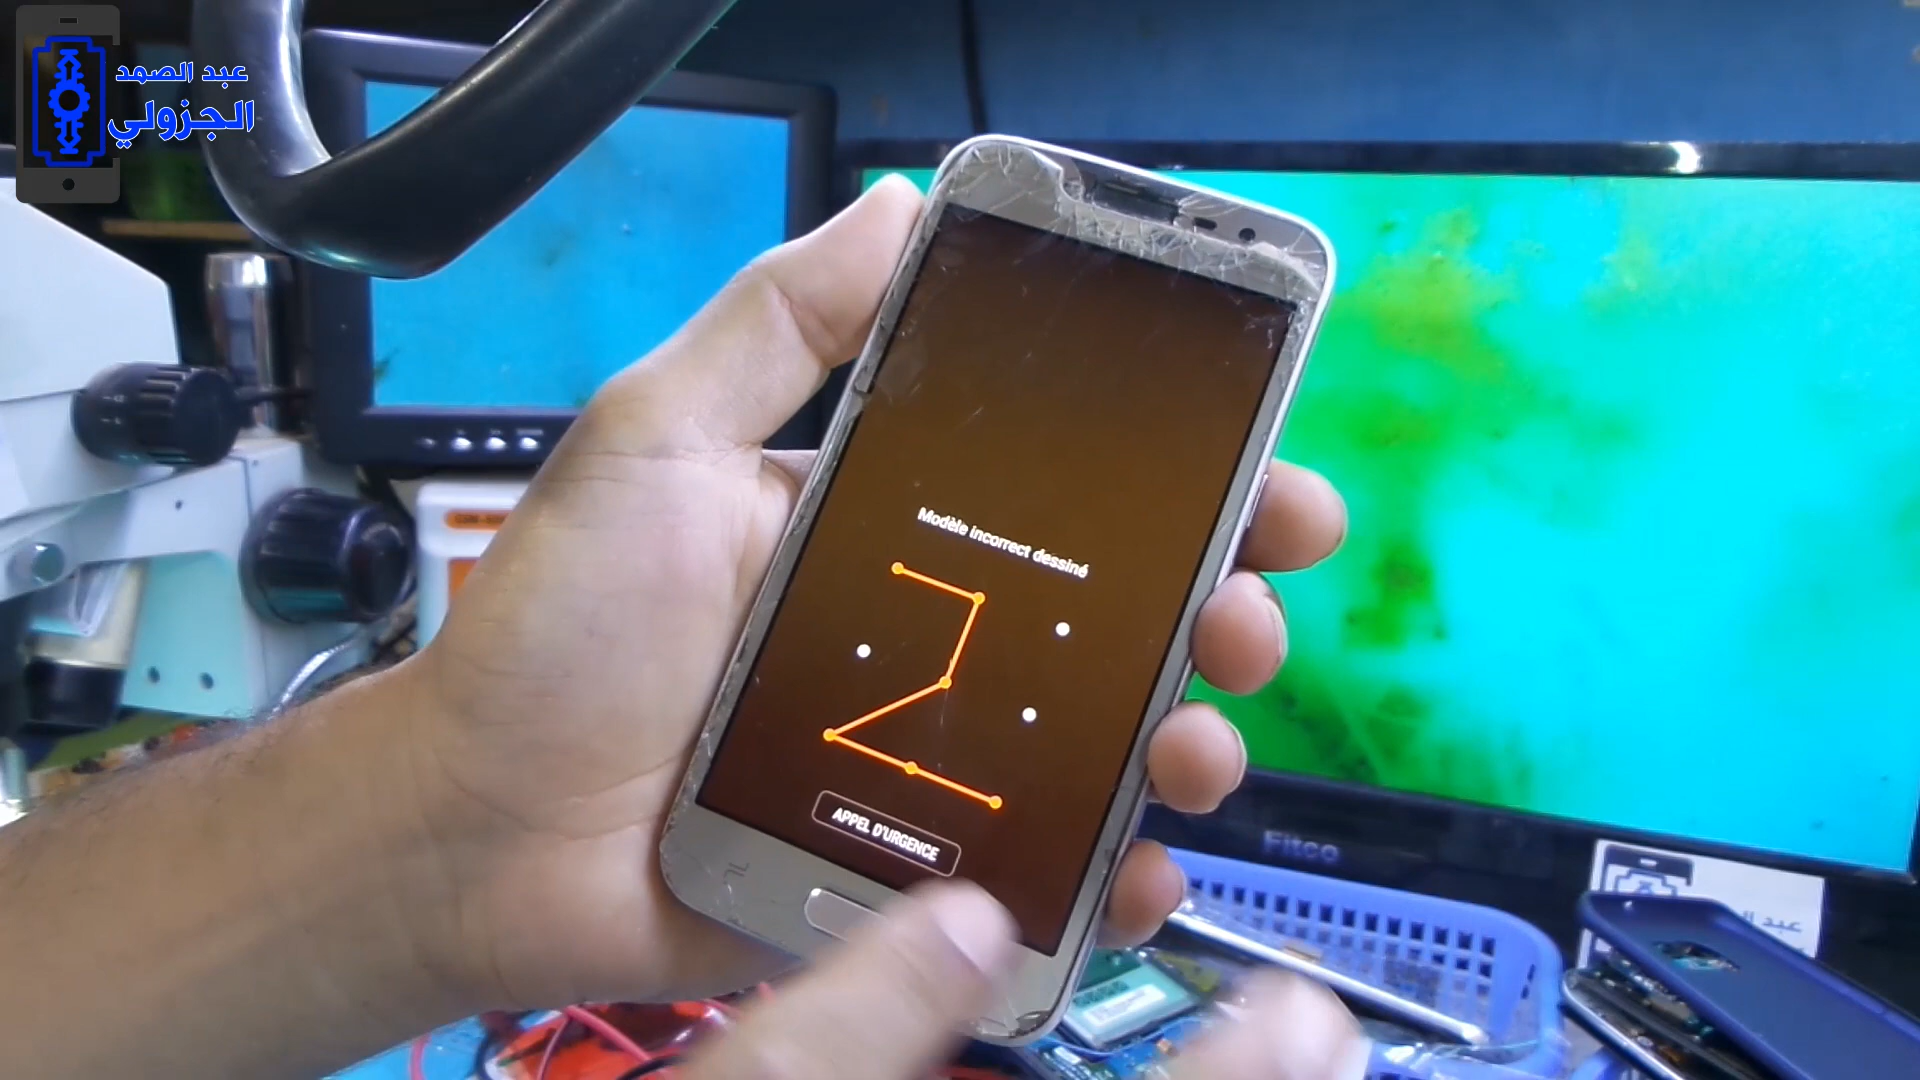 عبد الصمد
الجزولي
Modèle incorrect dessiné
APPEL D'URGENCE
Fitco